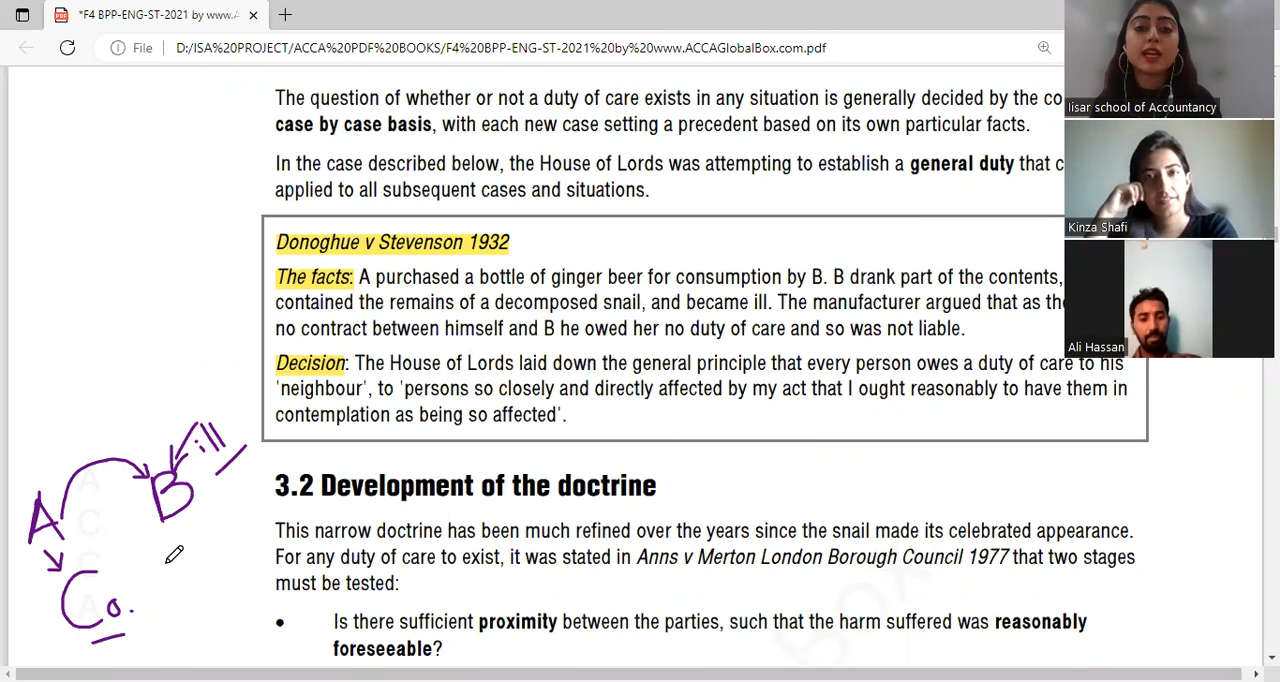 *F4 BPP-ENG-ST-2021 by www.A
File
D:/ISA%20PROJECT/ACCA%20PDF%20BOOKS/F4%20BPP-ENG-ST-2021%20by%20www.ACCAGlobalBox.com.pdf
Iisar school of Accountancy
Kinza Shafi
Ali Hassan
The question of whether or not a duty of care exists in any situation is generally decided by the co
case by case basis, with each new case setting a precedent based on its own particular facts.
In the case described below, the House of Lords was attempting to establish a general duty that c
applied to all subsequent cases and situations.
Donoghue v Stevenson 1932
The facts: A purchased a bottle of ginger beer for consumption by B. B drank part of the contents,
contained the remains of a decomposed snail, and became ill. The manufacturer argued that as the
no contract between himself and B he owed her no duty of care and so was not liable.
Decision: The House of Lords laid down the general principle that every person owes a duty of care to his
'neighbour', to 'persons so closely and directly affected by my act that I ought reasonably to have them in
contemplation as being so affected'.
ill
B
A
Co.
3.2 Development of the doctrine
This narrow doctrine has been much refined over the years since the snail made its celebrated appearance.
For any duty of care to exist, it was stated in Anns v Merton London Borough Council 1977 that two stages
must be tested:
• Is there sufficient proximity between the parties, such that the harm suffered was reasonably
foreseeable?